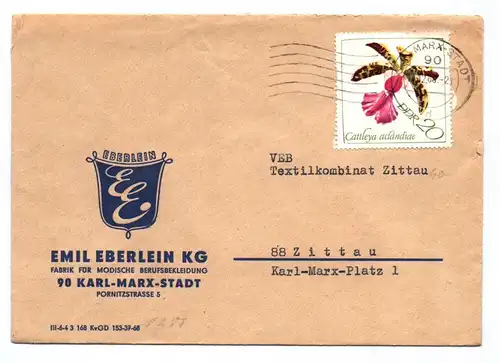 MARX-STADT
90
DDR 20
Cattleya aclandiae
EBERLEIN
EE
VEB
Textilkombinat Zittau
EMIL EBERLEIN KG
FABRIK FÜR MODISCHE BERUFSBEKLEIDUNG
90 KARL-MARX-STADT
PORNITZSTRASSE 5
88 Zittau
Karl-Marx-Platz 1
III-6-4 3 168 KvGD 153-39-68